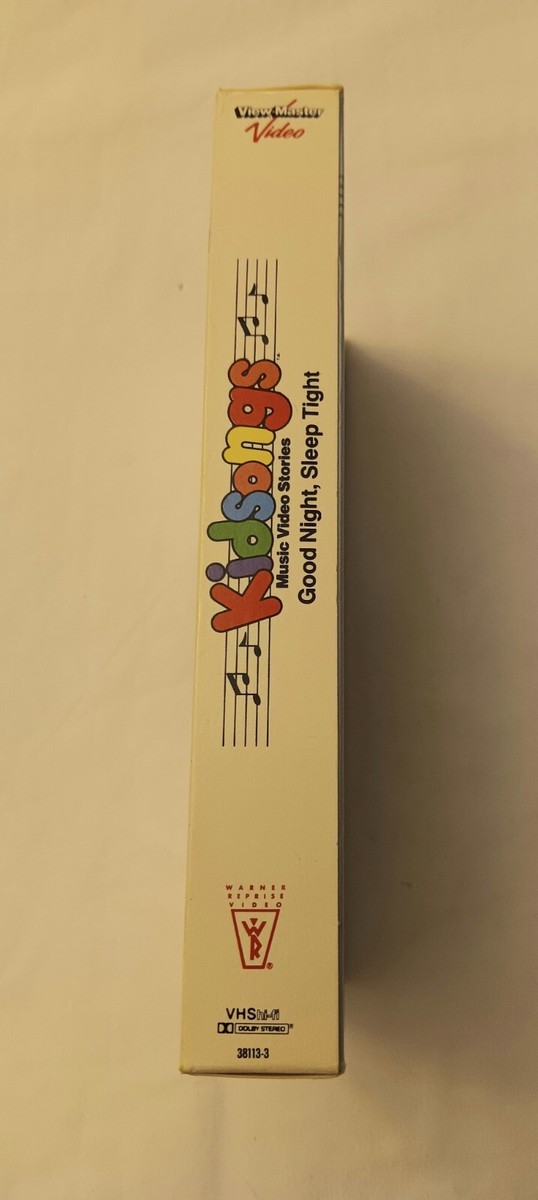 View-Master
Video
Kidsongs™
Music Video Stories
Good Night, Sleep Tight
WARNER
REPRISE
VIDEO
WR®
VHS hi-fi
DOLBY STEREO®
38113-3